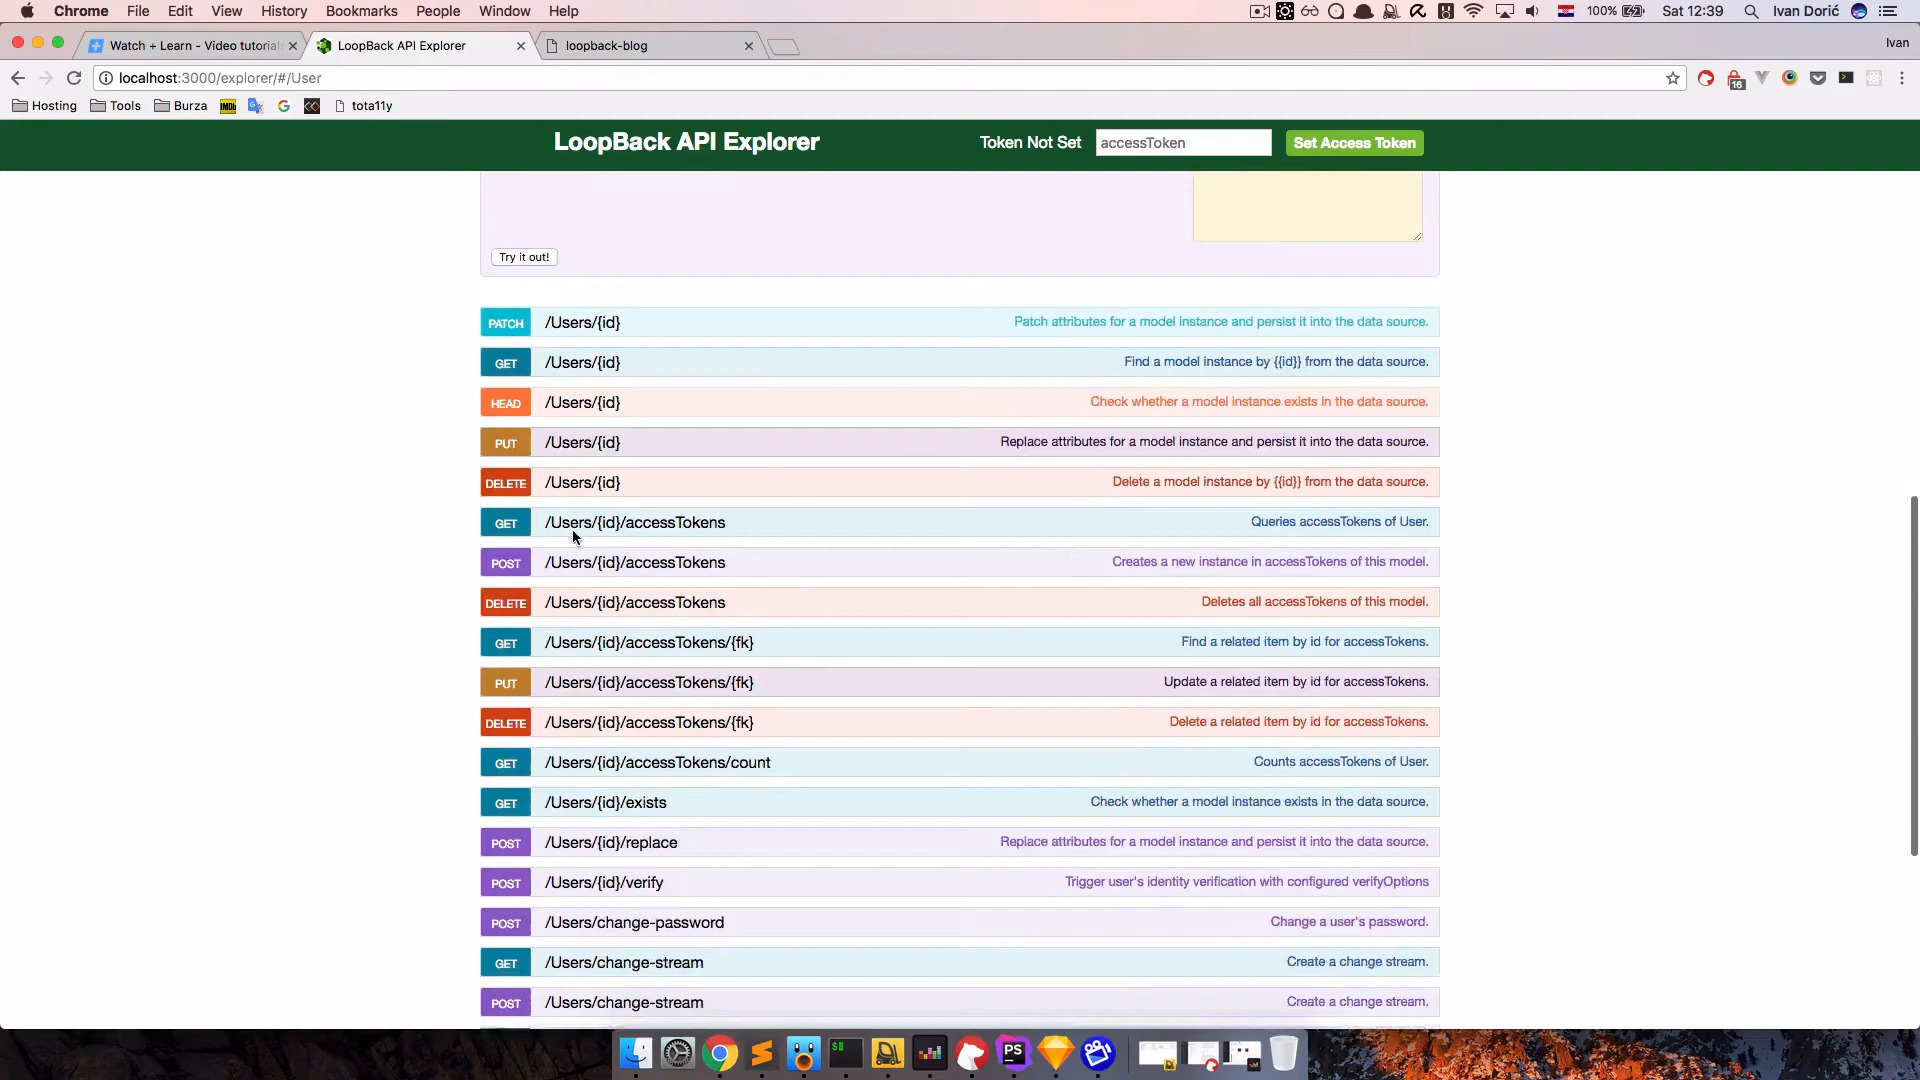 Chrome File Edit View History Bookmarks People Window Help 100% Sat 12:39 Ivan Dorić
Watch + Learn - Video tutorial LoopBack API Explorer loopback-blog Ivan
localhost:3000/explorer/#/User 16
Hosting Tools Burza IMDb G tota11y
LoopBack API Explorer Token Not Set accessToken Set Access Token
Try it out!
PATCH /Users/{id} Patch attributes for a model instance and persist it into the data source.
GET /Users/{id} Find a model instance by {{id}} from the data source.
HEAD /Users/{id} Check whether a model instance exists in the data source.
PUT /Users/{id} Replace attributes for a model instance and persist it into the data source.
DELETE /Users/{id} Delete a model instance by {{id}} from the data source.
GET /Users/{id}/accessTokens Queries accessTokens of User.
POST /Users/{id}/accessTokens Creates a new instance in accessTokens of this model.
DELETE /Users/{id}/accessTokens Deletes all accessTokens of this model.
GET /Users/{id}/accessTokens/{fk} Find a related item by id for accessTokens.
PUT /Users/{id}/accessTokens/{fk} Update a related item by id for accessTokens.
DELETE /Users/{id}/accessTokens/{fk} Delete a related item by id for accessTokens.
GET /Users/{id}/accessTokens/count Counts accessTokens of User.
GET /Users/{id}/exists Check whether a model instance exists in the data source.
POST /Users/{id}/replace Replace attributes for a model instance and persist it into the data source.
POST /Users/{id}/verify Trigger user's identity verification with configured verifyOptions
POST /Users/change-password Change a user's password.
GET /Users/change-stream Create a change stream.
POST /Users/change-stream Create a change stream.
$ PS